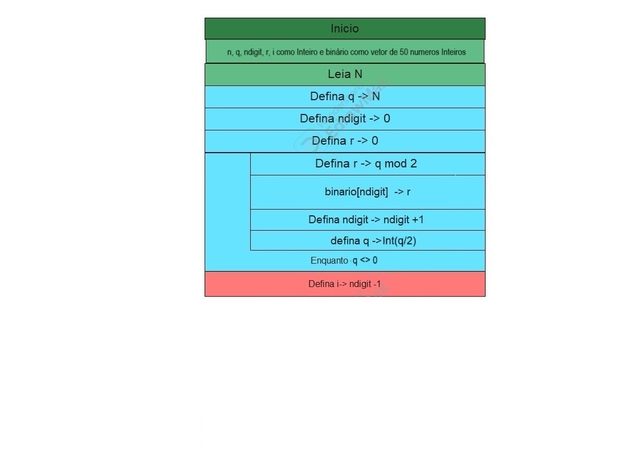 Inicio
n, q, ndigit, r, i como Inteiro e binário como vetor de 50 numeros Inteiros
Leia N
Defina q -> N
Defina ndigit -> 0
Defina r -> 0
Defina r -> q mod 2
binario[ndigit] -> r
Defina ndigit -> ndigit +1
defina q ->Int(q/2)
Enquanto q <> 0
Defina i-> ndigit -1